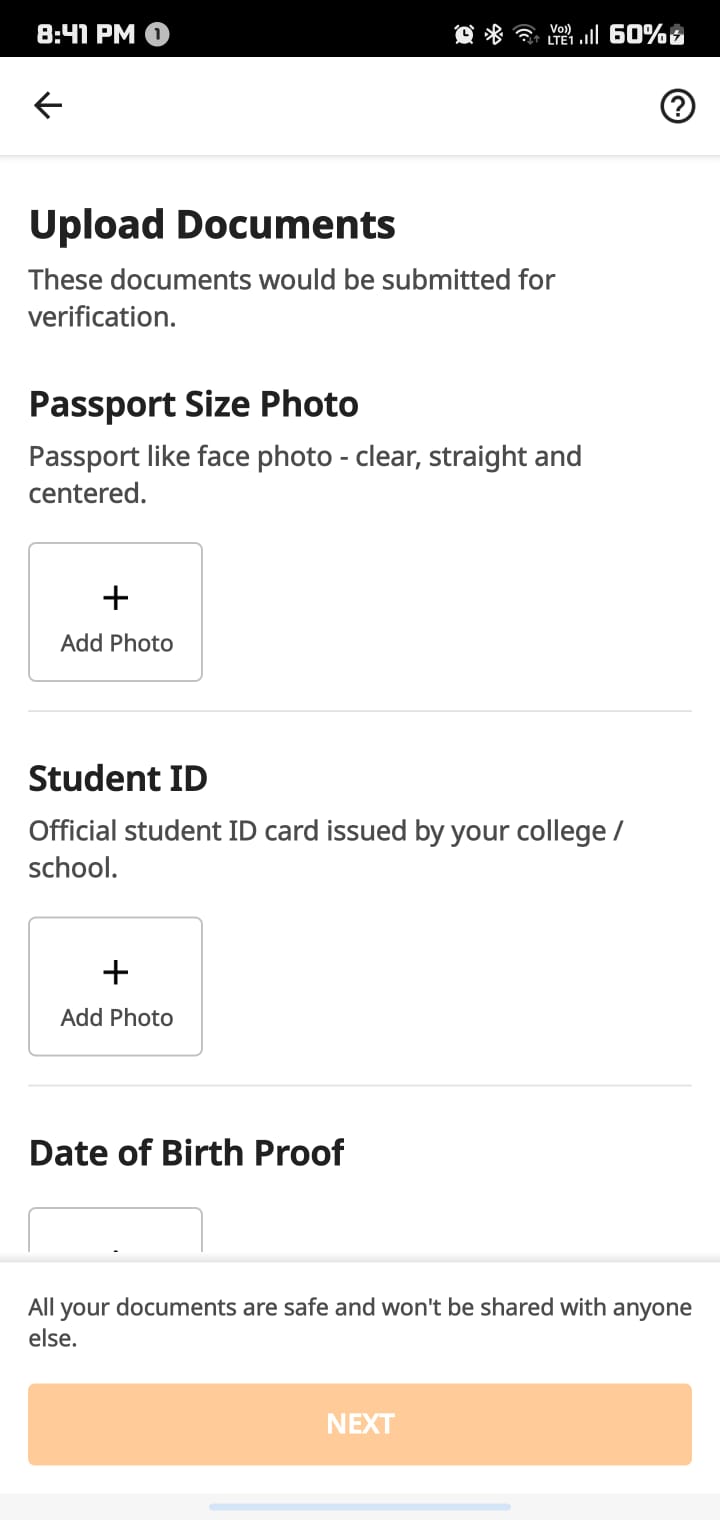 8:41 PM 1 Vo) LTE1 60%
Upload Documents
These documents would be submitted for
verification.
Passport Size Photo
Passport like face photo - clear, straight and
centered.
+
Add Photo
Student ID
Official student ID card issued by your college /
school.
+
Add Photo
Date of Birth Proof
All your documents are safe and won't be shared with anyone
else.
NEXT